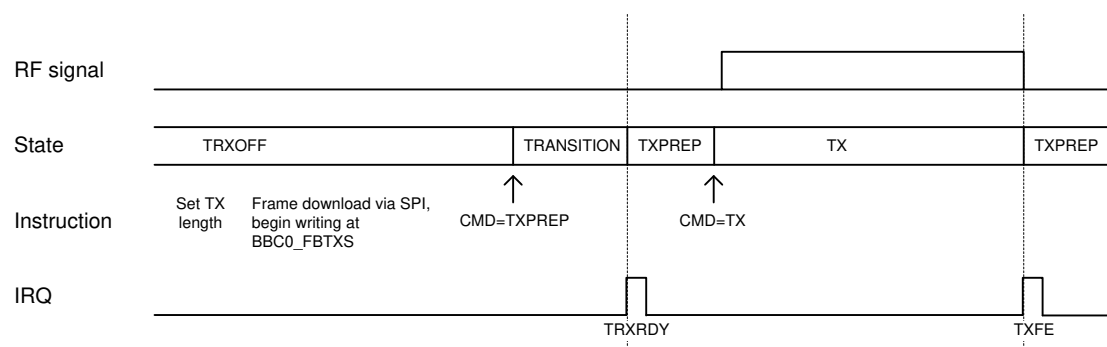 RF signal
State
TRXOFF
TRANSITION
TXPREP
TX
TXPREP
Instruction
Set TX
length
Frame download via SPI,
begin writing at
BBC0_FBTXS
CMD=TXPREP
CMD=TX
IRQ
TRXRDY
TXFE